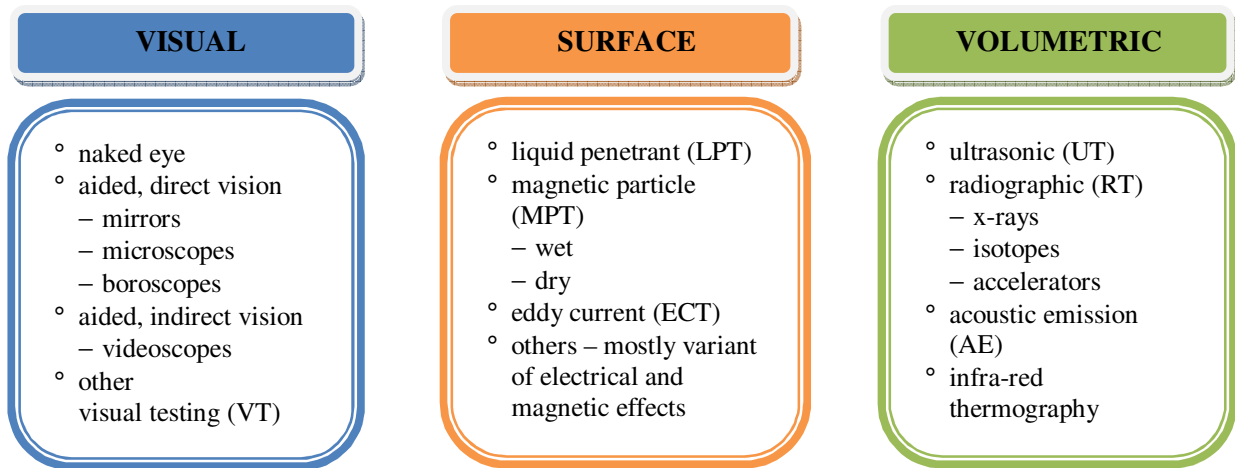 VISUAL
° naked eye
° aided, direct vision
– mirrors
– microscopes
– boroscopes
° aided, indirect vision
– videoscopes
° other
visual testing (VT)
SURFACE
° liquid penetrant (LPT)
° magnetic particle
(MPT)
– wet
– dry
° eddy current (ECT)
° others – mostly variant
of electrical and
magnetic effects
VOLUMETRIC
° ultrasonic (UT)
° radiographic (RT)
– x-rays
– isotopes
– accelerators
° acoustic emission
(AE)
° infra-red
thermography